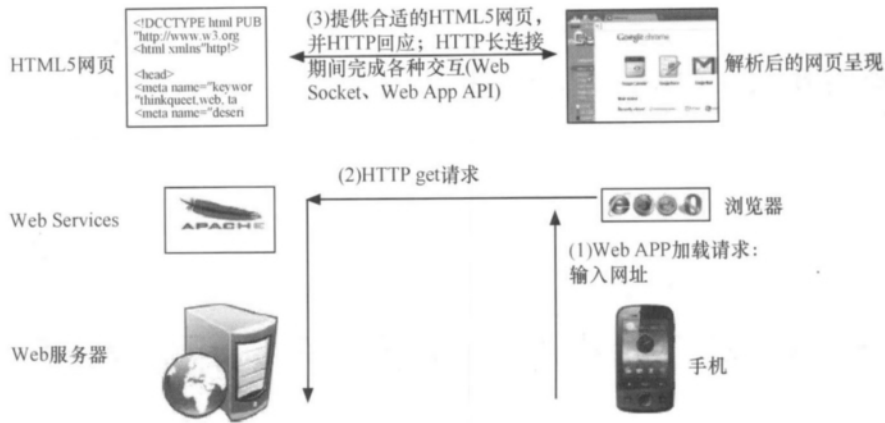 <!DCCTYPE html PUB
"http://www.w3.org
<html xmlns"http!>
<head>
<meta name="keywor
"thinkqueet,web, ta
<meta name="deseri
HTML5网页
(3)提供合适的HTML5网页，
并HTTP回应；HTTP长连接
期间完成各种交互(Web
Socket、Web App API)
Google chrome
解析后的网页呈现
(2)HTTP get请求
Web Services
APACHE
浏览器
(1)Web APP加载请求：
输入网址
Web服务器
手机